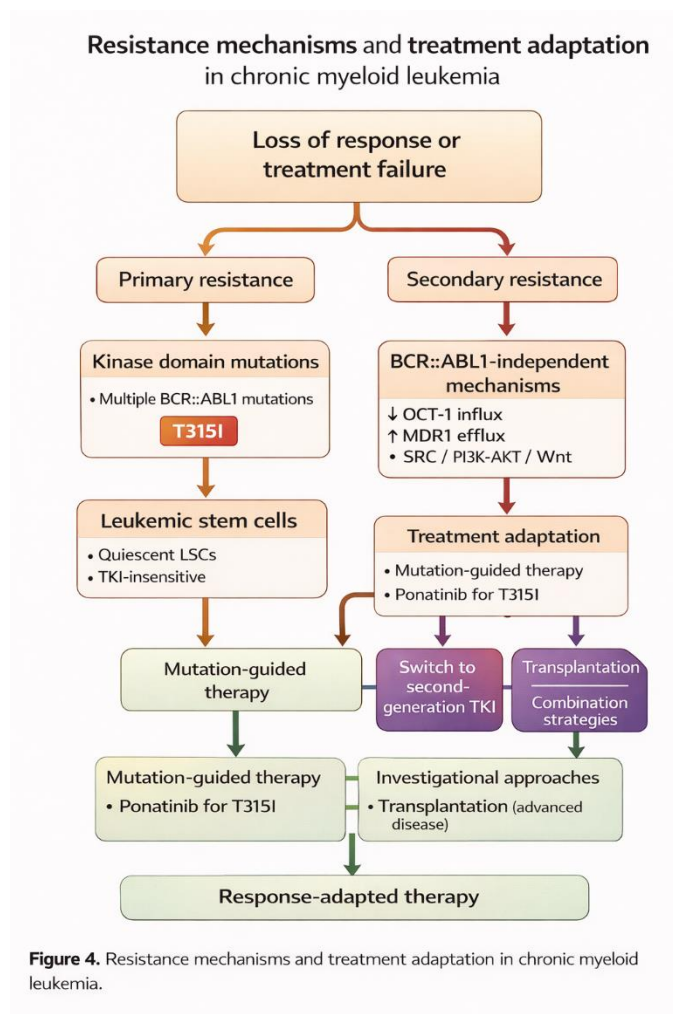 Resistance mechanisms and treatment adaptation
in chronic myeloid leukemia
Loss of response or
treatment failure
Primary resistance
Secondary resistance
Kinase domain mutations
• Multiple BCR::ABL1 mutations
T315I
BCR::ABL1-independent
mechanisms
↓ OCT-1 influx
↑ MDR1 efflux
• SRC / PI3K-AKT / Wnt
Leukemic stem cells
• Quiescent LSCs
• TKI-insensitive
Treatment adaptation
• Mutation-guided therapy
• Ponatinib for T315I
Mutation-guided
therapy
Switch to
second-
generation TKI
Transplantation
Combination
strategies
Mutation-guided therapy
• Ponatinib for T315I
Investigational approaches
• Transplantation (advanced
disease)
Response-adapted therapy
Figure 4. Resistance mechanisms and treatment adaptation in chronic myeloid
leukemia.